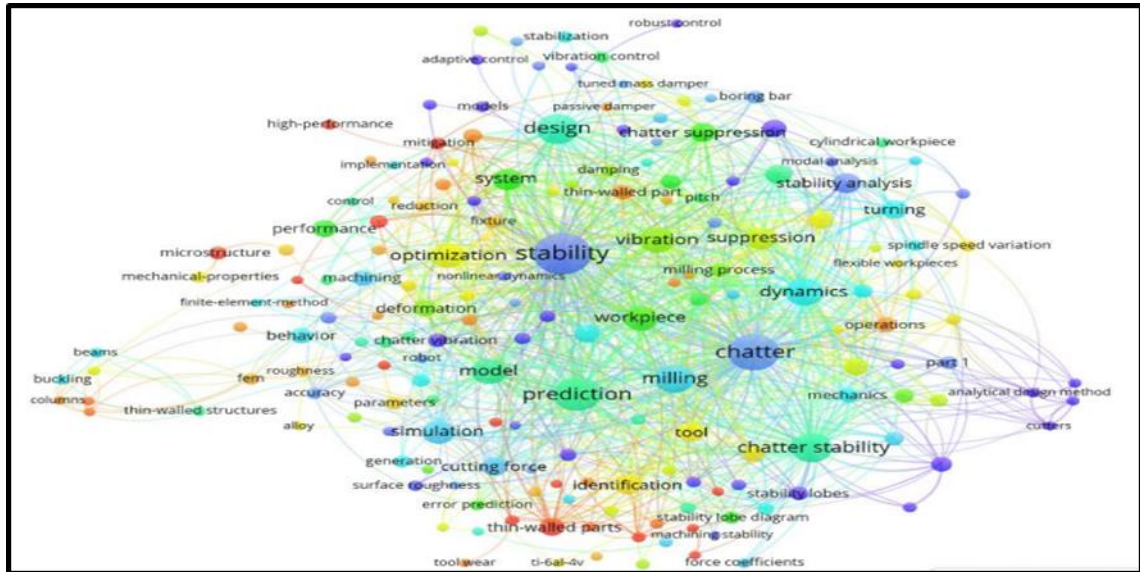 robust control
stabilization
adaptive control
vibration control
tuned mass damper
boring bar
models
passive damper
high-performance
design
chatter suppression
mitigation
cylindrical workpiece
implementation
damping
modal analysis
system
thin-walled part
stability analysis
control
reduction
pitch
turning
performance
fixture
vibration
suppression
microstructure
optimization
stability
spindle speed variation
milling process
flexible workpieces
mechanical-properties
machining
nonlinear dynamics
dynamics
finite-element-method
deformation
workpiece
operations
behavior
chatter vibration
beams
robot
chatter
part 1
buckling
fem
roughness
model
milling
analytical design method
columns
accuracy
prediction
mechanics
thin-walled structures
parameters
alloy
simulation
tool
cutters
chatter stability
generation
cutting force
surface roughness
identification
stability lobes
error prediction
stability lobe diagram
thin-walled parts
machining stability
tool wear
ti-6al-4v
force coefficients